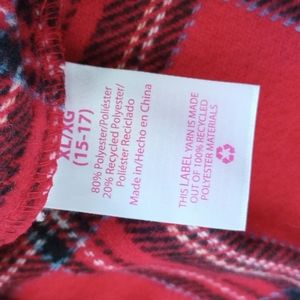 XL/XG
(15-17)
80% Polyester/Poliéster
20% Recycled Polyester/
Poliéster Reciclado
Made in/Hecho en China
THIS LABEL YARN IS MADE
OUT OF 100% RECYCLED
POLYESTER MATERIALS